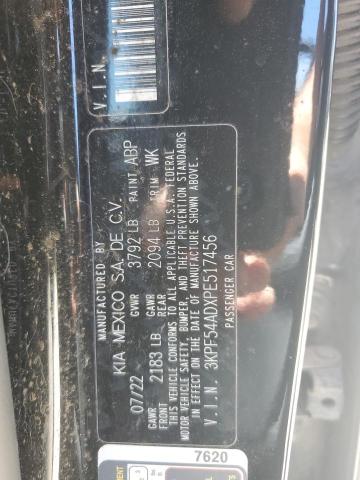 V.I.N.
MANUFACTURED BY
KIA MEXICO S.A. DE C.V.
07/22 GVWR 3792 LB PAINT ABP
GAWR FRONT 2183 LB GAWR REAR 2094 LB TRIM WK
THIS VEHICLE CONFORMS TO ALL APPLICABLE U.S.A. FEDERAL
MOTOR VEHICLE SAFETY, BUMPER, AND THEFT PREVENTION STANDARDS
IN EFFECT ON THE DATE OF MANUFACTURE SHOWN ABOVE.
V.I.N. 3KPF54ADXPE517456
PASSENGER CAR
7620